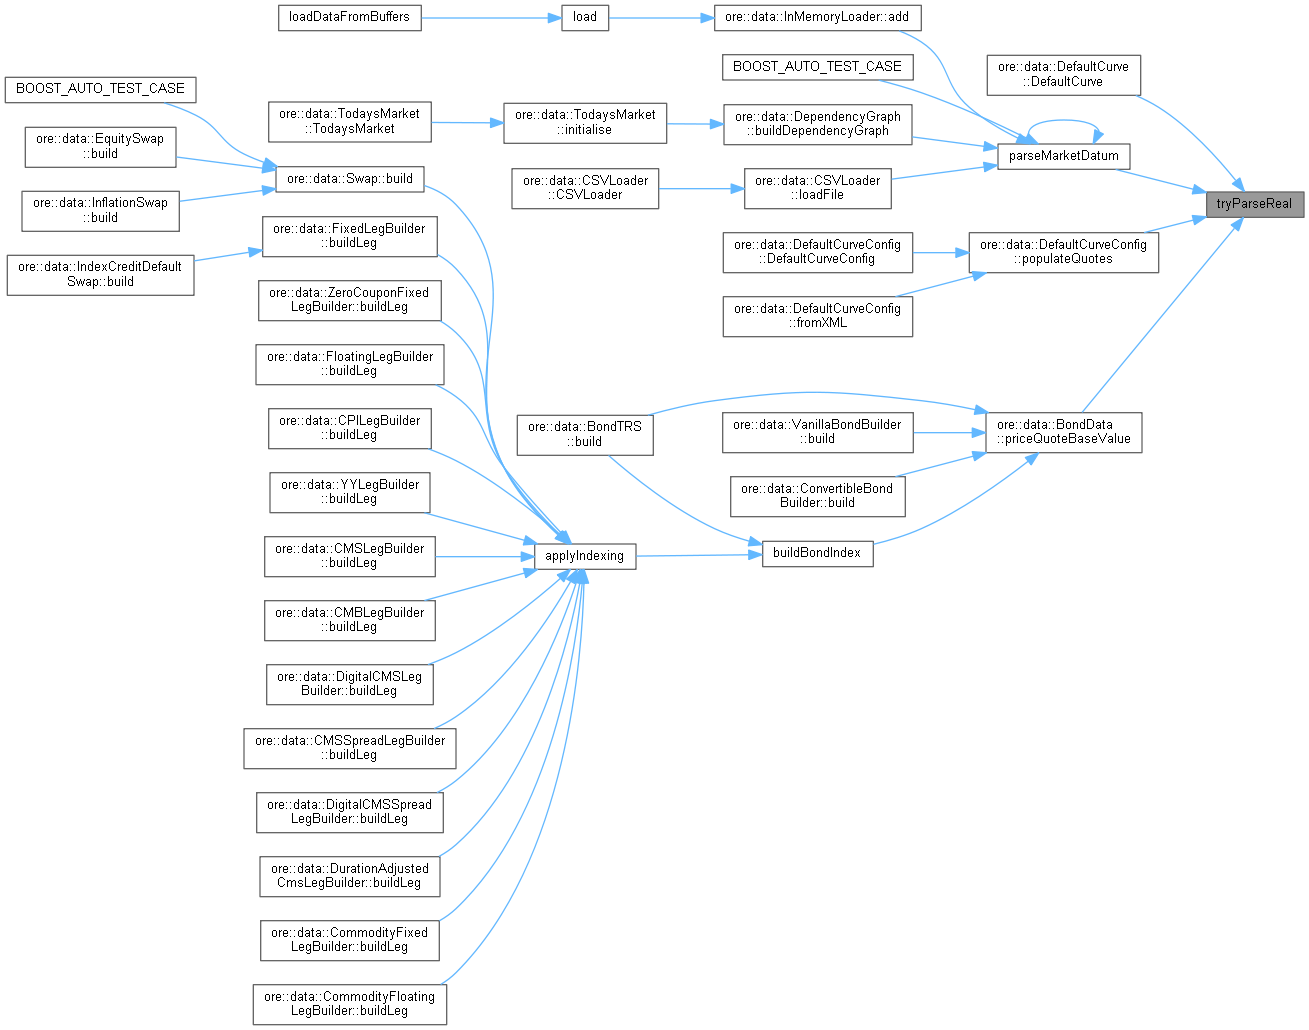 loadDataFromBuffers
load
ore::data::InMemoryLoader::add
BOOST_AUTO_TEST_CASE
ore::data::DefaultCurve
::DefaultCurve
BOOST_AUTO_TEST_CASE
ore::data::TodaysMarket
::TodaysMarket
ore::data::TodaysMarket
::initialise
ore::data::DependencyGraph
::buildDependencyGraph
ore::data::EquitySwap
::build
parseMarketDatum
ore::data::Swap::build
ore::data::CSVLoader
::CSVLoader
ore::data::CSVLoader
::loadFile
tryParseReal
ore::data::InflationSwap
::build
ore::data::FixedLegBuilder
::buildLeg
ore::data::DefaultCurveConfig
::DefaultCurveConfig
ore::data::DefaultCurveConfig
::populateQuotes
ore::data::IndexCreditDefault
Swap::build
ore::data::ZeroCouponFixed
LegBuilder::buildLeg
ore::data::DefaultCurveConfig
::fromXML
ore::data::FloatingLegBuilder
::buildLeg
ore::data::CPILegBuilder
::buildLeg
ore::data::BondTRS
::build
ore::data::VanillaBondBuilder
::build
ore::data::BondData
::priceQuoteBaseValue
ore::data::YYLegBuilder
::buildLeg
ore::data::ConvertibleBond
Builder::build
ore::data::CMSLegBuilder
::buildLeg
applyIndexing
buildBondIndex
ore::data::CMBLegBuilder
::buildLeg
ore::data::DigitalCMSLeg
Builder::buildLeg
ore::data::CMSSpreadLegBuilder
::buildLeg
ore::data::DigitalCMSSpread
LegBuilder::buildLeg
ore::data::DurationAdjusted
CmsLegBuilder::buildLeg
ore::data::CommodityFixed
LegBuilder::buildLeg
ore::data::CommodityFloating
LegBuilder::buildLeg